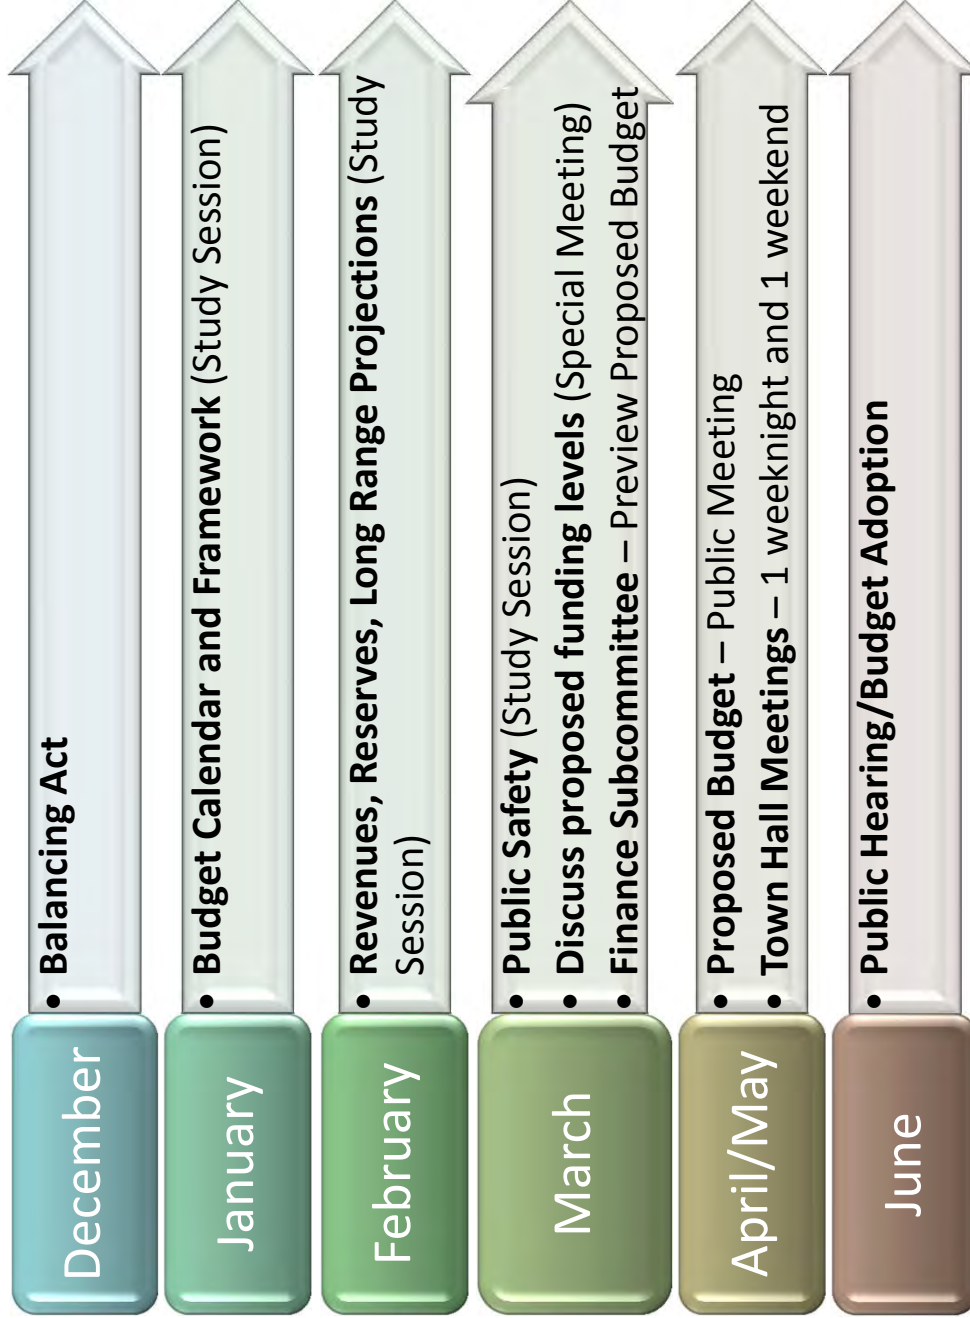 December
• Balancing Act
January
• Budget Calendar and Framework (Study Session)
February
• Revenues, Reserves, Long Range Projections (Study
Session)
March
• Public Safety (Study Session)
• Discuss proposed funding levels (Special Meeting)
• Finance Subcommittee – Preview Proposed Budget
April/May
• Proposed Budget – Public Meeting
• Town Hall Meetings – 1 weeknight and 1 weekend
June
• Public Hearing/Budget Adoption